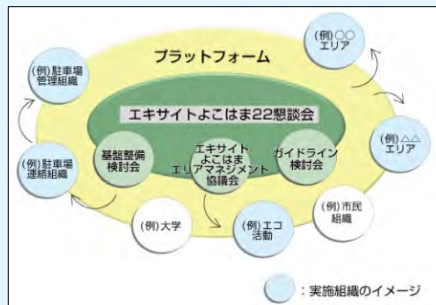 プラットフォーム
(例)○○
エリア
(例)駐車場
管理組織
エキサイトよこはま22懇談会
(例)△△
エリア
(例)駐車場
連絡組織
基盤整備
検討会
エキサイト
よこはま
エリアマネジメント
協議会
ガイドライン
検討会
(例)大学
(例)エコ
活動
(例)市民
組織
:実施組織のイメージ